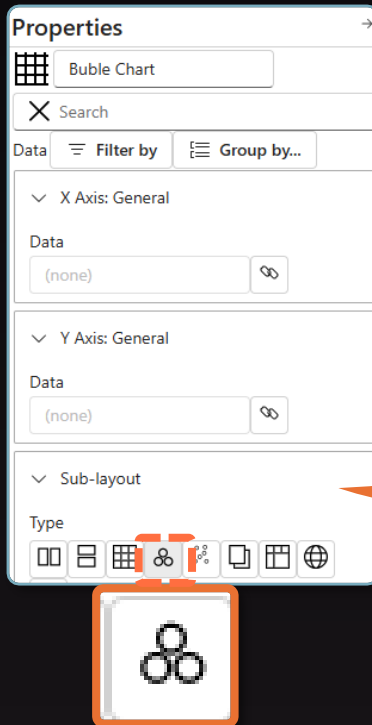 Properties
Buble Chart
Search
Data Filter by Group by...
X Axis: General
Data
(none)
Y Axis: General
Data
(none)
Sub-layout
Type